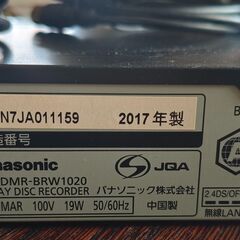 N7JA011159 2017年製
造番号
nasonic JQA
DMR-BRW1020
AY DISC RECORDER パナソニック株式会社
MAR 100V 19W 50/60Hz 中国製
2.4DS/OF
無線LAN